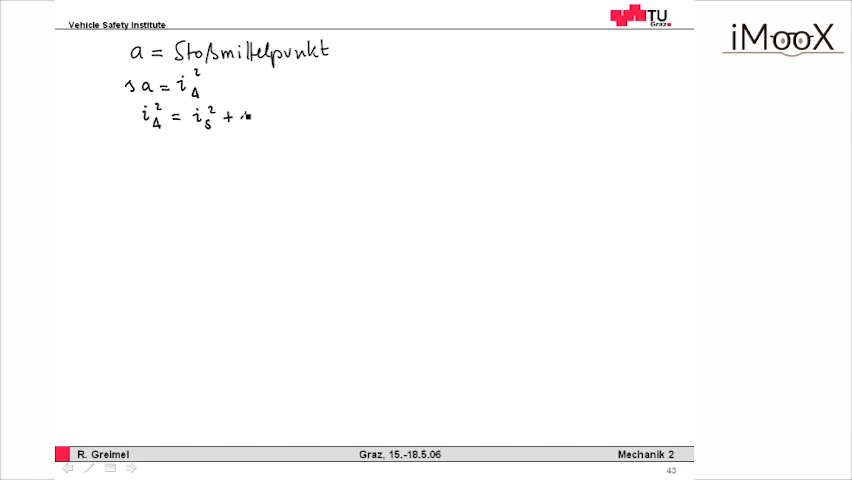 Vehicle Safety Institute
TU
Graz
iMooX
a = Stoßmittelpunkt
s a = i_A^2
i_A^2 = i_s^2 +
R. Greimel Graz, 15.-18.5.06 Mechanik 2
43